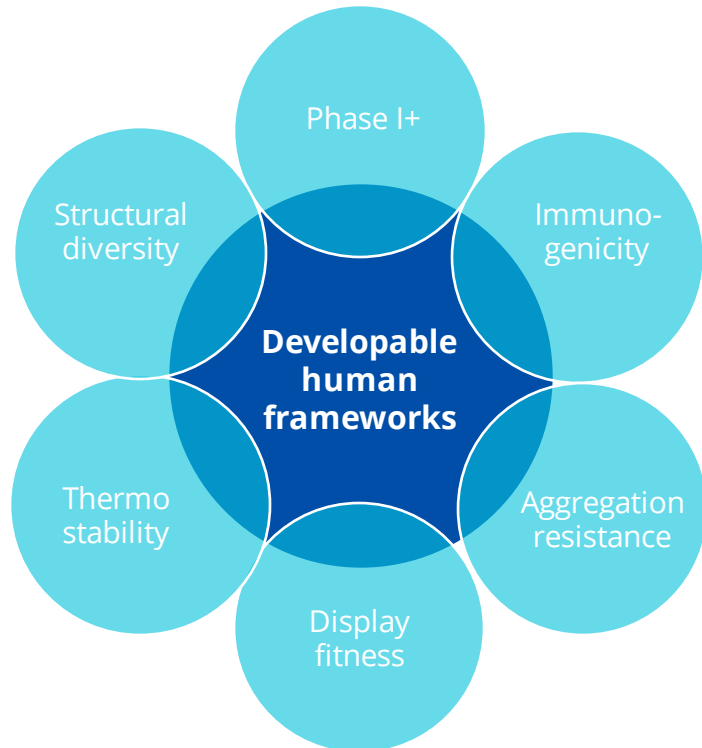 Phase I+
Structural
diversity
Immuno-
genicity
Developable
human
frameworks
Thermo
stability
Aggregation
resistance
Display
fitness